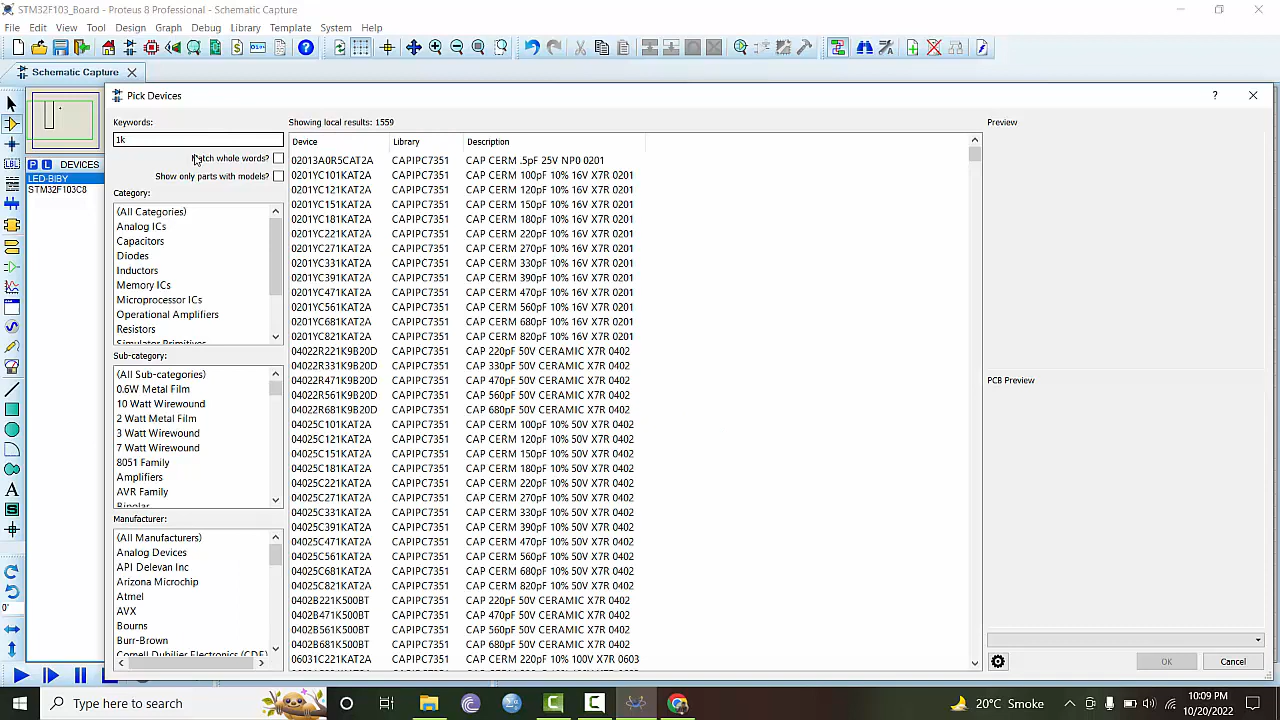 STM32F103_Board - Proteus 8 Professional - Schematic Capture
File Edit View Tool Design Graph Debug Library Template System Help
Schematic Capture
Pick Devices
P L DEVICES
LED-BIBY
STM32F103C8
Keywords:
1k
Match whole words?
Show only parts with models?
Category:
(All Categories)
Analog ICs
Capacitors
Diodes
Inductors
Memory ICs
Microprocessor ICs
Operational Amplifiers
Resistors
Simulator Primitives
Sub-category:
(All Sub-categories)
0.6W Metal Film
10 Watt Wirewound
2 Watt Metal Film
3 Watt Wirewound
7 Watt Wirewound
8051 Family
Amplifiers
AVR Family
Bipolar
Manufacturer:
(All Manufacturers)
Analog Devices
API Delevan Inc
Arizona Microchip
Atmel
AVX
Bourns
Burr-Brown
Cornell Dubilier Electronics (CDE)
Showing local results: 1559
Device Library Description
02013A0R5CAT2A CAPIPC7351 CAP CERM .5pF 25V NP0 0201
0201YC101KAT2A CAPIPC7351 CAP CERM 100pF 10% 16V X7R 0201
0201YC121KAT2A CAPIPC7351 CAP CERM 120pF 10% 16V X7R 0201
0201YC151KAT2A CAPIPC7351 CAP CERM 150pF 10% 16V X7R 0201
0201YC181KAT2A CAPIPC7351 CAP CERM 180pF 10% 16V X7R 0201
0201YC221KAT2A CAPIPC7351 CAP CERM 220pF 10% 16V X7R 0201
0201YC271KAT2A CAPIPC7351 CAP CERM 270pF 10% 16V X7R 0201
0201YC331KAT2A CAPIPC7351 CAP CERM 330pF 10% 16V X7R 0201
0201YC391KAT2A CAPIPC7351 CAP CERM 390pF 10% 16V X7R 0201
0201YC471KAT2A CAPIPC7351 CAP CERM 470pF 10% 16V X7R 0201
0201YC561KAT2A CAPIPC7351 CAP CERM 560pF 10% 16V X7R 0201
0201YC681KAT2A CAPIPC7351 CAP CERM 680pF 10% 16V X7R 0201
0201YC821KAT2A CAPIPC7351 CAP CERM 820pF 10% 16V X7R 0201
04022R221K9B20D CAPIPC7351 CAP 220pF 50V CERAMIC X7R 0402
04022R331K9B20D CAPIPC7351 CAP 330pF 50V CERAMIC X7R 0402
04022R471K9B20D CAPIPC7351 CAP 470pF 50V CERAMIC X7R 0402
04022R561K9B20D CAPIPC7351 CAP 560pF 50V CERAMIC X7R 0402
04022R681K9B20D CAPIPC7351 CAP 680pF 50V CERAMIC X7R 0402
04025C101KAT2A CAPIPC7351 CAP CERM 100pF 10% 50V X7R 0402
04025C121KAT2A CAPIPC7351 CAP CERM 120pF 10% 50V X7R 0402
04025C151KAT2A CAPIPC7351 CAP CERM 150pF 10% 50V X7R 0402
04025C181KAT2A CAPIPC7351 CAP CERM 180pF 10% 50V X7R 0402
04025C221KAT2A CAPIPC7351 CAP CERM 220pF 10% 50V X7R 0402
04025C271KAT2A CAPIPC7351 CAP CERM 270pF 10% 50V X7R 0402
04025C331KAT2A CAPIPC7351 CAP CERM 330pF 10% 50V X7R 0402
04025C391KAT2A CAPIPC7351 CAP CERM 390pF 10% 50V X7R 0402
04025C471KAT2A CAPIPC7351 CAP CERM 470pF 10% 50V X7R 0402
04025C561KAT2A CAPIPC7351 CAP CERM 560pF 10% 50V X7R 0402
04025C681KAT2A CAPIPC7351 CAP CERM 680pF 10% 50V X7R 0402
04025C821KAT2A CAPIPC7351 CAP CERM 820pF 10% 50V X7R 0402
0402B221K500BT CAPIPC7351 CAP 220pF 50V CERAMIC X7R 0402
0402B471K500BT CAPIPC7351 CAP 470pF 50V CERAMIC X7R 0402
0402B561K500BT CAPIPC7351 CAP 560pF 50V CERAMIC X7R 0402
0402B681K500BT CAPIPC7351 CAP 680pF 50V CERAMIC X7R 0402
06031C221KAT2A CAPIPC7351 CAP CERM 220pF 10% 100V X7R 0603
Preview
PCB Preview
OK Cancel
0°
Type here to search
20°C Smoke
10:09 PM
10/20/2022